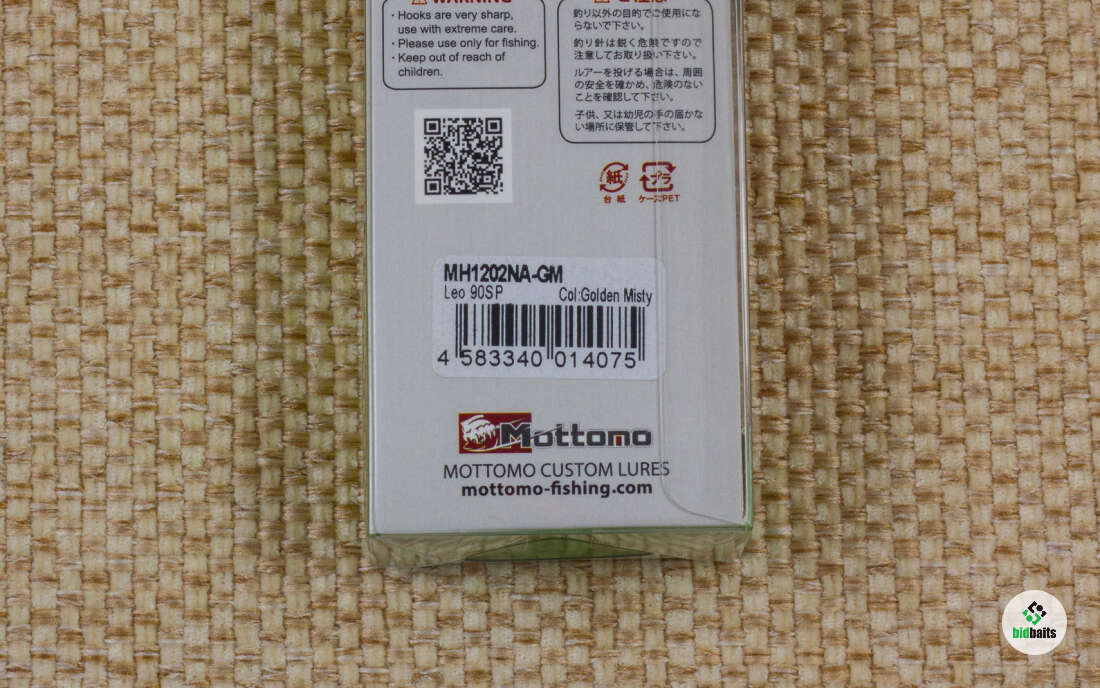 WARNING
・Hooks are very sharp,
use with extreme care.
・Please use only for fishing.
・Keep out of reach of
children.
ご注意
釣り以外の目的でご使用にな
らないで下さい。
釣り針は鋭く危険ですので
注意してお取り扱い下さい。
ルアーを投げる場合は、周囲
の安全を確かめ、危険のない
ことを確認して下さい。
子供、又は幼児の手の届かな
い場所に保管して下さい。
紙
プラ
台紙
ケースPET
MH1202NA-GM
Leo 90SP Col:Golden Misty
4 583340 014075
Mottomo
MOTTOMO CUSTOM LURES
mottomo-fishing.com
bidbaits